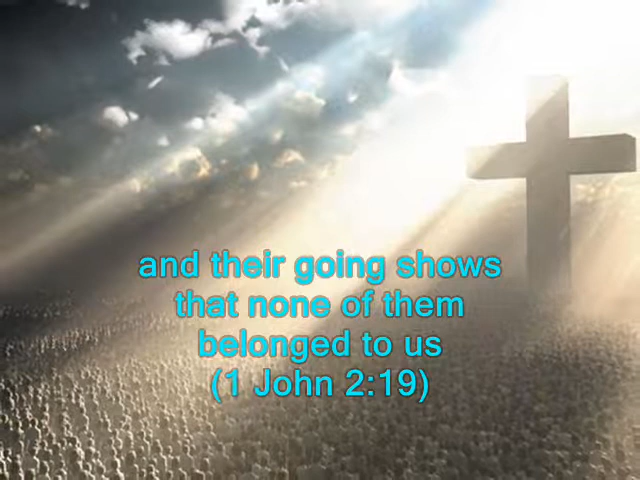 and their going shows
that none of them
belonged to us
(1 John 2:19)